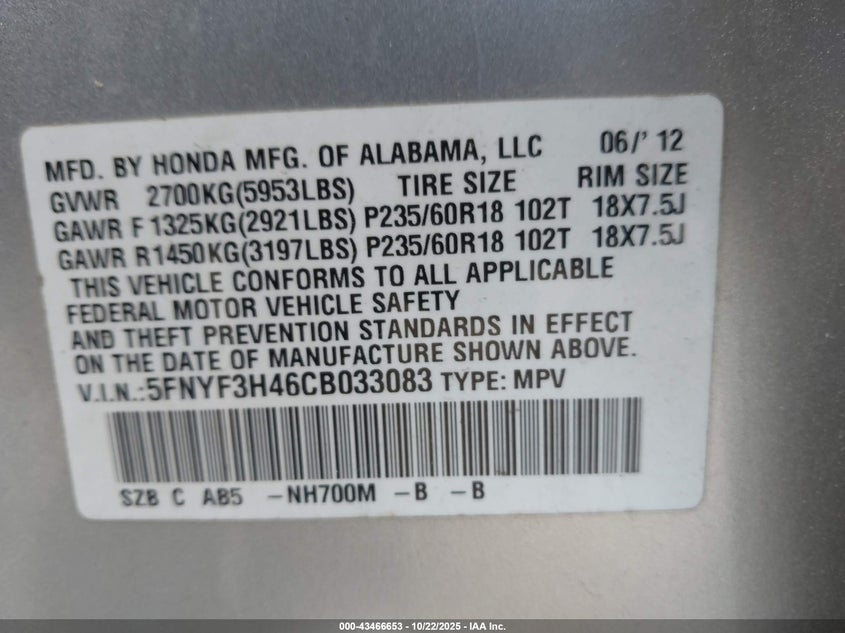 MFD. BY HONDA MFG. OF ALABAMA, LLC 06/' 12
GVWR 2700KG(5953LBS) TIRE SIZE RIM SIZE
GAWR F 1325KG(2921LBS) P235/60R18 102T 18X7.5J
GAWR R1450KG(3197LBS) P235/60R18 102T 18X7.5J
THIS VEHICLE CONFORMS TO ALL APPLICABLE
FEDERAL MOTOR VEHICLE SAFETY
AND THEFT PREVENTION STANDARDS IN EFFECT
ON THE DATE OF MANUFACTURE SHOWN ABOVE.
V.I.N.:5FNYF3H46CB033083 TYPE: MPV
SZB C AB5 -NH700M -B -B
000-43466653 - 10/22/2025 - IAA Inc.